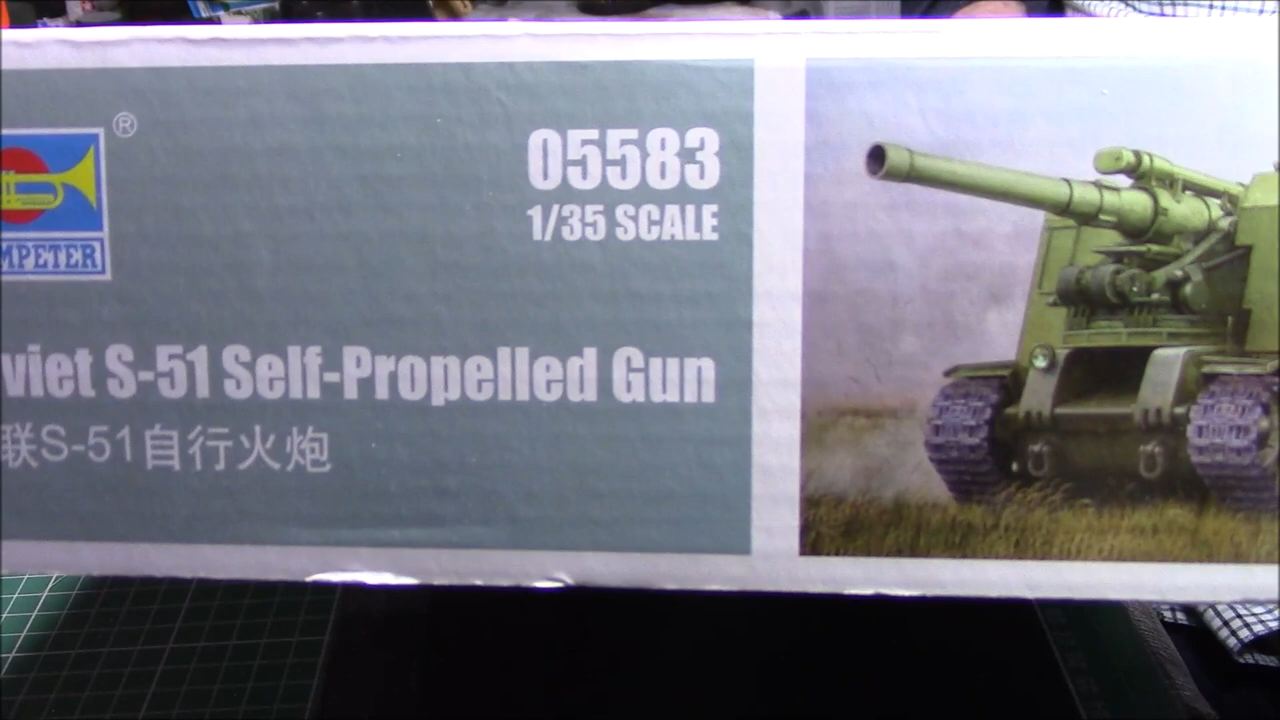 ®
MPETER
05583
1/35 SCALE
viet S-51 Self-Propelled Gun
联S-51自行火炮